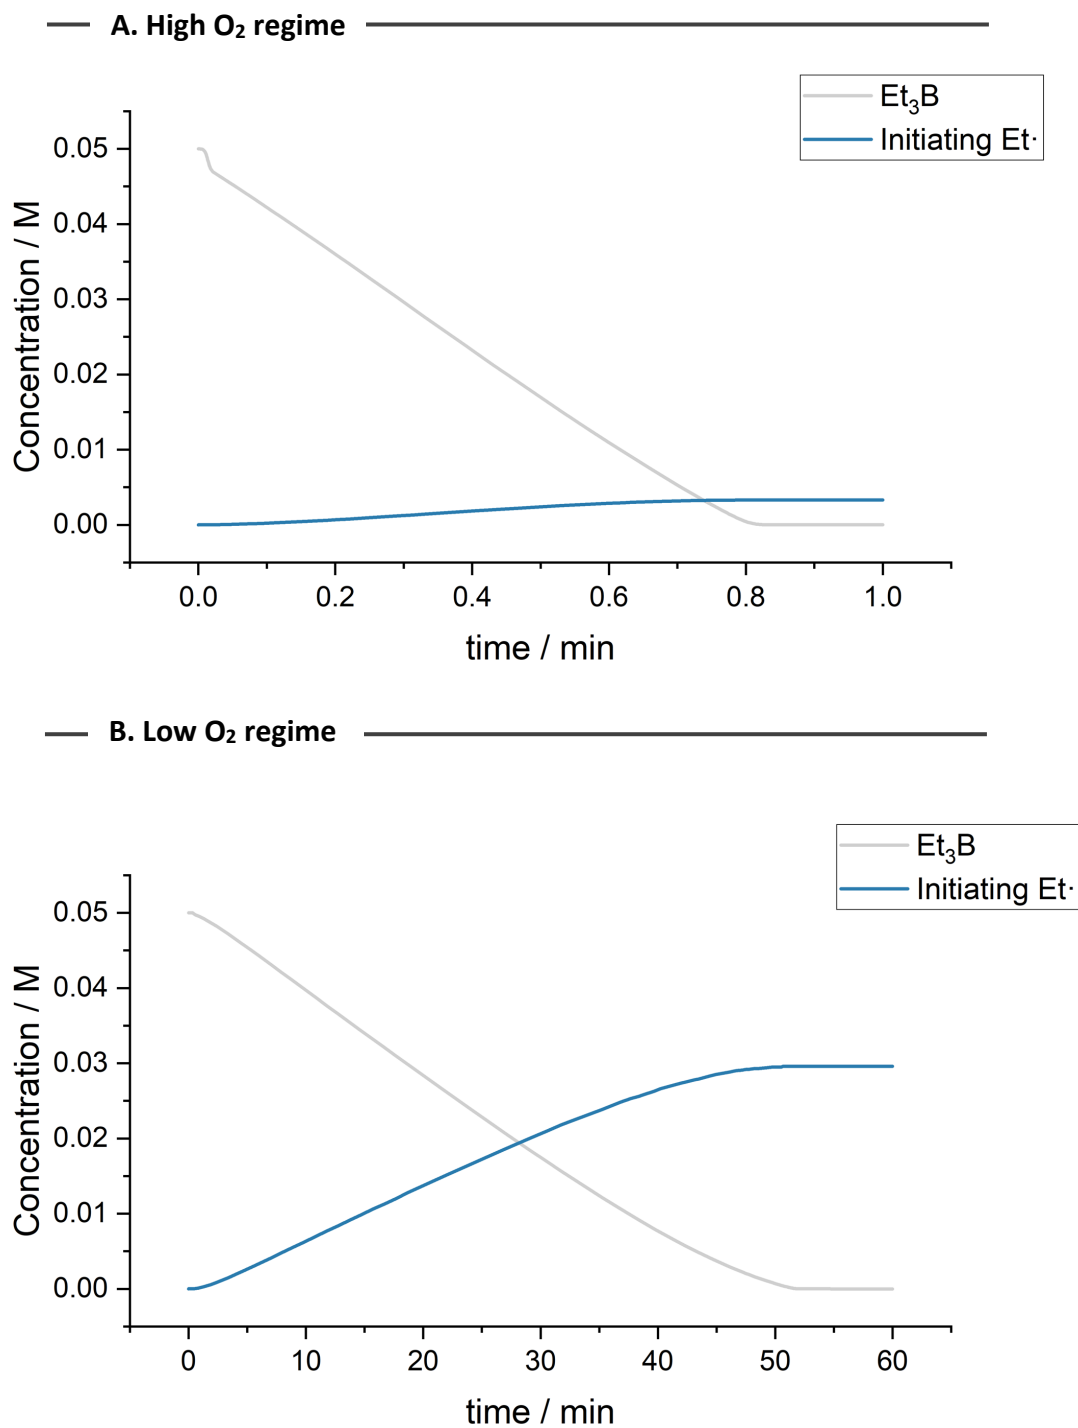 A. High O₂ regime
Et₃B
Initiating Et·
0.05
0.04
0.03
0.02
0.01
0.00
Concentration / M
0.0 0.2 0.4 0.6 0.8 1.0
time / min
B. Low O₂ regime
Et₃B
Initiating Et·
0.05
0.04
0.03
0.02
0.01
0.00
Concentration / M
0 10 20 30 40 50 60
time / min